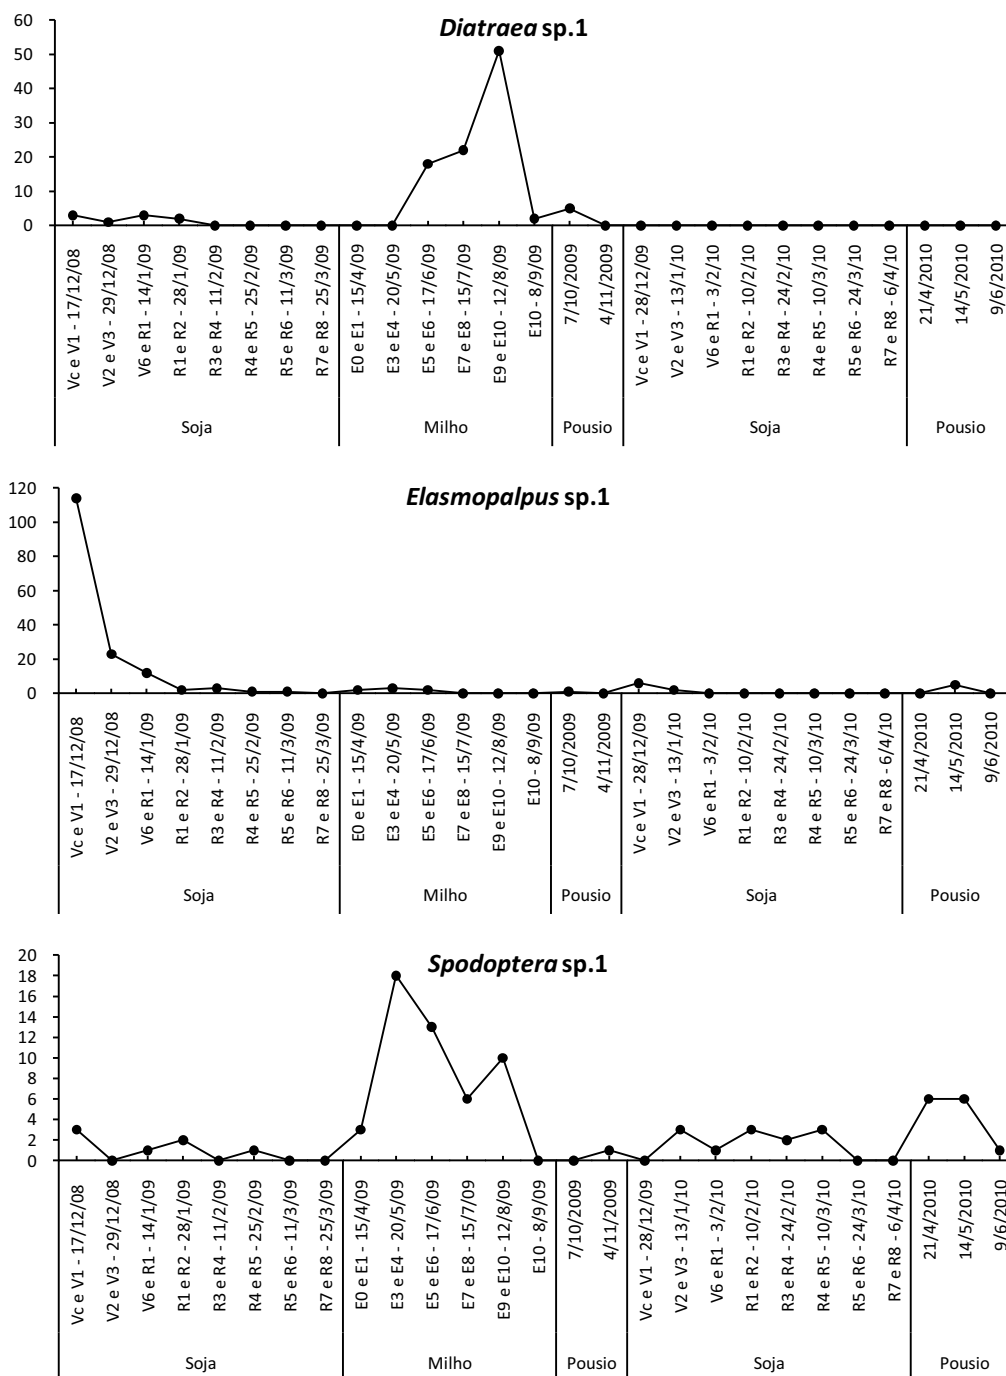 Diatraea sp.1
60
50
40
30
20
10
0
Vc e V1 - 17/12/08
V2 e V3 - 29/12/08
V6 e R1 - 14/1/09
R1 e R2 - 28/1/09
R3 e R4 - 11/2/09
R4 e R5 - 25/2/09
R5 e R6 - 11/3/09
R7 e R8 - 25/3/09
E0 e E1 - 15/4/09
E3 e E4 - 20/5/09
E5 e E6 - 17/6/09
E7 e E8 - 15/7/09
E9 e E10 - 12/8/09
E10 - 8/9/09
7/10/2009
4/11/2009
Vc e V1 - 28/12/09
V2 e V3 - 13/1/10
V6 e R1 - 3/2/10
R1 e R2 - 10/2/10
R3 e R4 - 24/2/10
R4 e R5 - 10/3/10
R5 e R6 - 24/3/10
R7 e R8 - 6/4/10
21/4/2010
14/5/2010
9/6/2010
Soja Milho Pousio Soja Pousio
Elasmopalpus sp.1
120
100
80
60
40
20
0
Vc e V1 - 17/12/08
V2 e V3 - 29/12/08
V6 e R1 - 14/1/09
R1 e R2 - 28/1/09
R3 e R4 - 11/2/09
R4 e R5 - 25/2/09
R5 e R6 - 11/3/09
R7 e R8 - 25/3/09
E0 e E1 - 15/4/09
E3 e E4 - 20/5/09
E5 e E6 - 17/6/09
E7 e E8 - 15/7/09
E9 e E10 - 12/8/09
E10 - 8/9/09
7/10/2009
4/11/2009
Vc e V1 - 28/12/09
V2 e V3 - 13/1/10
V6 e R1 - 3/2/10
R1 e R2 - 10/2/10
R3 e R4 - 24/2/10
R4 e R5 - 10/3/10
R5 e R6 - 24/3/10
R7 e R8 - 6/4/10
21/4/2010
14/5/2010
9/6/2010
Soja Milho Pousio Soja Pousio
Spodoptera sp.1
20
18
16
14
12
10
8
6
4
2
0
Vc e V1 - 17/12/08
V2 e V3 - 29/12/08
V6 e R1 - 14/1/09
R1 e R2 - 28/1/09
R3 e R4 - 11/2/09
R4 e R5 - 25/2/09
R5 e R6 - 11/3/09
R7 e R8 - 25/3/09
E0 e E1 - 15/4/09
E3 e E4 - 20/5/09
E5 e E6 - 17/6/09
E7 e E8 - 15/7/09
E9 e E10 - 12/8/09
E10 - 8/9/09
7/10/2009
4/11/2009
Vc e V1 - 28/12/09
V2 e V3 - 13/1/10
V6 e R1 - 3/2/10
R1 e R2 - 10/2/10
R3 e R4 - 24/2/10
R4 e R5 - 10/3/10
R5 e R6 - 24/3/10
R7 e R8 - 6/4/10
21/4/2010
14/5/2010
9/6/2010
Soja Milho Pousio Soja Pousio